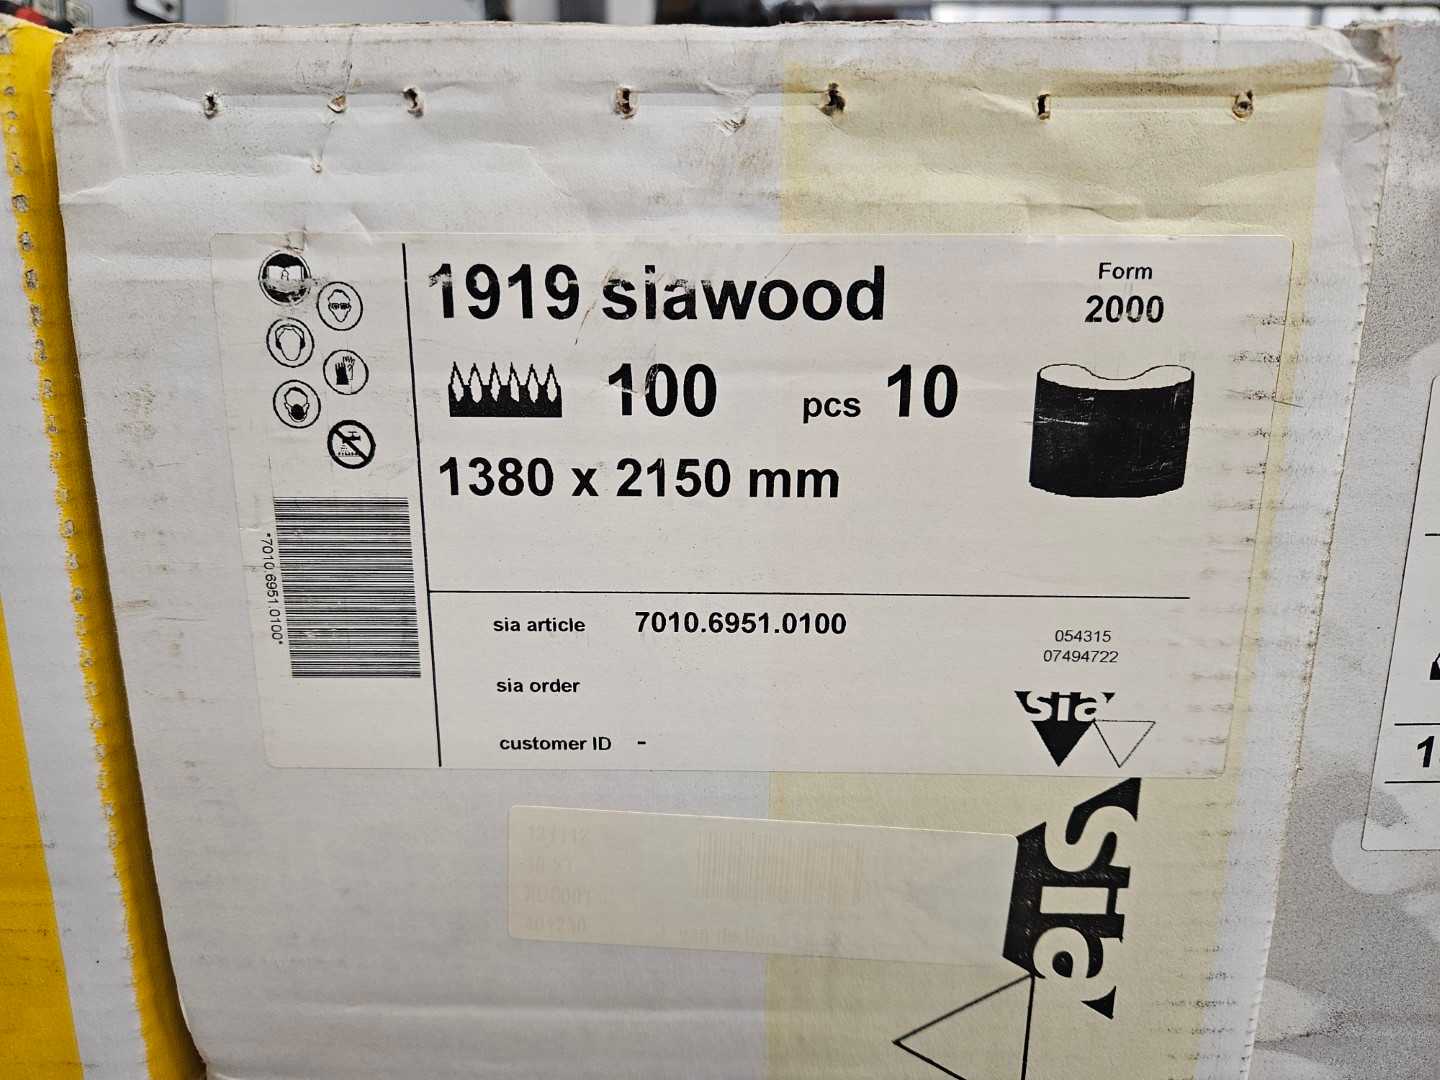 1919 siawood
Form
2000
100 pcs 10
1380 x 2150 mm
*7010.6951.0100*
sia article 7010.6951.0100
054315
07494722
sia order
sia
customer ID -
sia